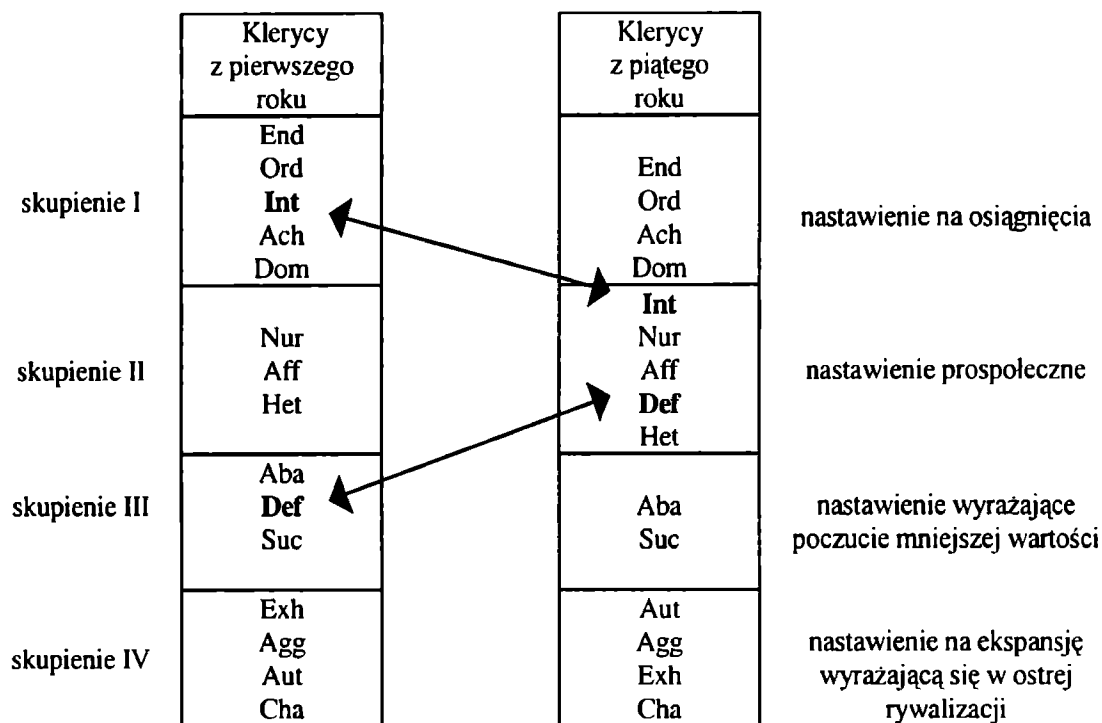 Klerycy
z pierwszego
roku
Klerycy
z piątego
roku
skupienie I
End
Ord
Int
Ach
Dom
End
Ord
Ach
Dom
nastawienie na osiągnięcia
skupienie II
Nur
Aff
Het
Int
Nur
Aff
Def
Het
nastawienie prospołeczne
skupienie III
Aba
Def
Suc
Aba
Suc
nastawienie wyrażające
poczucie mniejszej wartości
skupienie IV
Exh
Agg
Aut
Cha
Aut
Agg
Exh
Cha
nastawienie na ekspansję
wyrażającą się w ostrej
rywalizacji